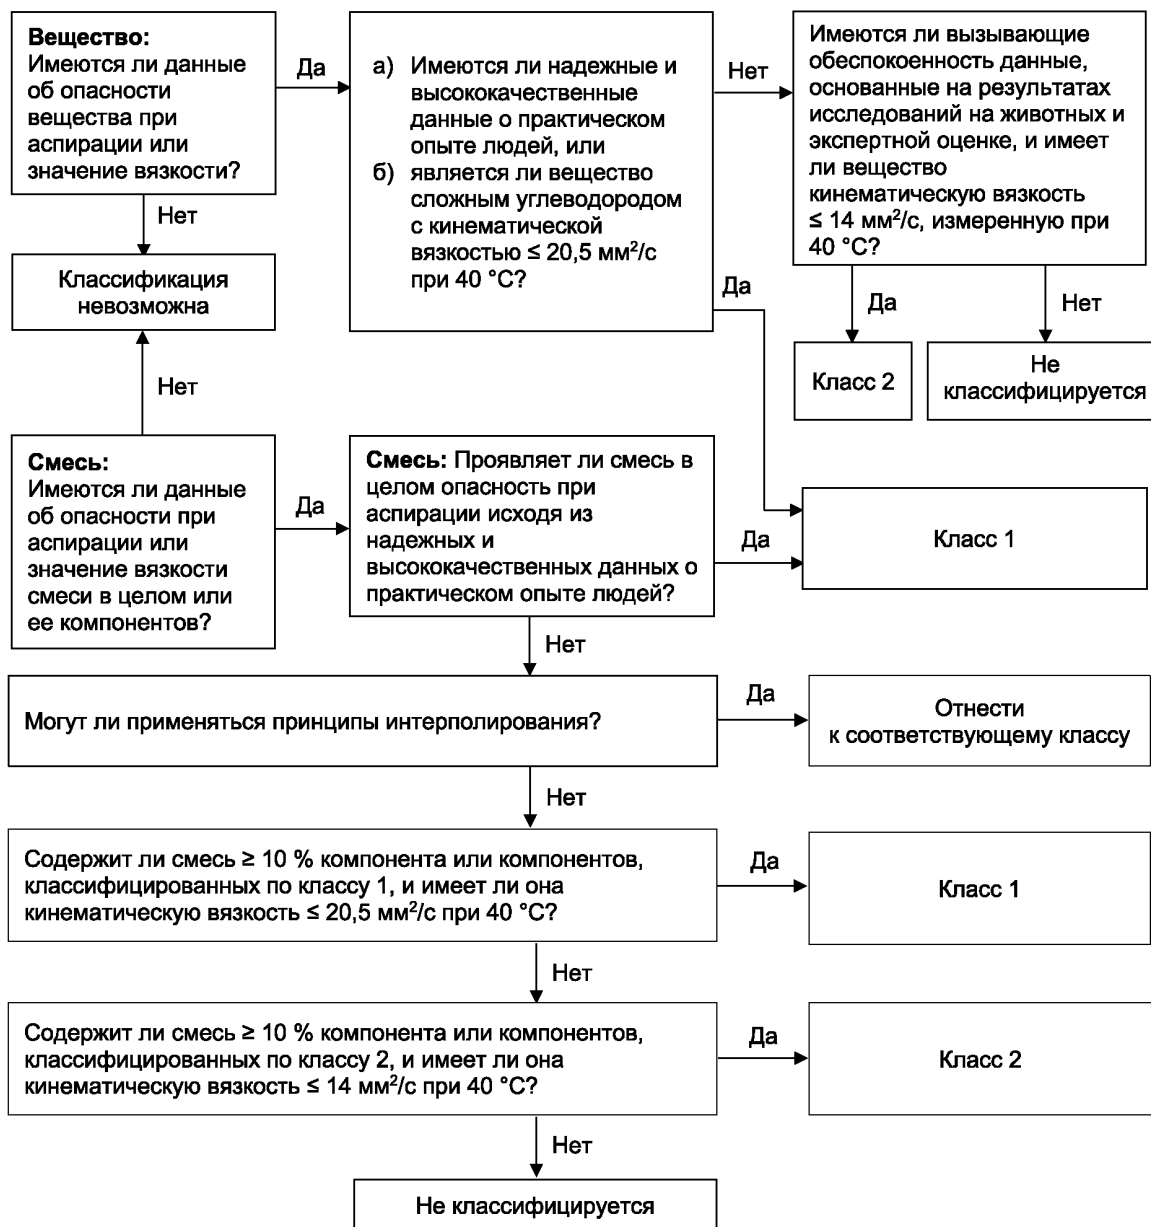 Вещество:
Имеются ли данные
об опасности
вещества при
аспирации или
значение вязкости?
Да
а) Имеются ли надежные и
высококачественные
данные о практическом
опыте людей, или
б) является ли вещество
сложным углеводородом
с кинематической
вязкостью ≤ 20,5 мм²/с
при 40 °С?
Нет
Имеются ли вызывающие
обеспокоенность данные,
основанные на результатах
исследований на животных и
экспертной оценке, и имеет
ли вещество
кинематическую вязкость
≤ 14 мм²/с, измеренную при
40 °С?
Нет
Классификация
невозможна
Да
Да
Нет
Класс 2
Не
классифицируется
Нет
Смесь:
Имеются ли данные
об опасности при
аспирации или
значение вязкости
смеси в целом или
ее компонентов?
Да
Смесь: Проявляет ли смесь в
целом опасность при
аспирации исходя из
надежных и
высококачественных данных о
практическом опыте людей?
Да
Класс 1
Нет
Могут ли применяться принципы интерполирования?
Да
Отнести
к соответствующему классу
Нет
Содержит ли смесь ≥ 10 % компонента или компонентов,
классифицированных по классу 1, и имеет ли она
кинематическую вязкость ≤ 20,5 мм²/с при 40 °С?
Да
Класс 1
Нет
Содержит ли смесь ≥ 10 % компонента или компонентов,
классифицированных по классу 2, и имеет ли она
кинематическую вязкость ≤ 14 мм²/с при 40 °С?
Да
Класс 2
Нет
Не классифицируется